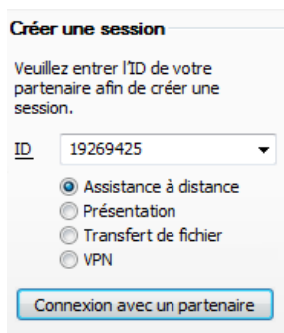 Créer une session
Veuillez entrer l'ID de votre
partenaire afin de créer une
session.
ID 19269425
Assistance à distance
Présentation
Transfert de fichier
VPN
Connexion avec un partenaire